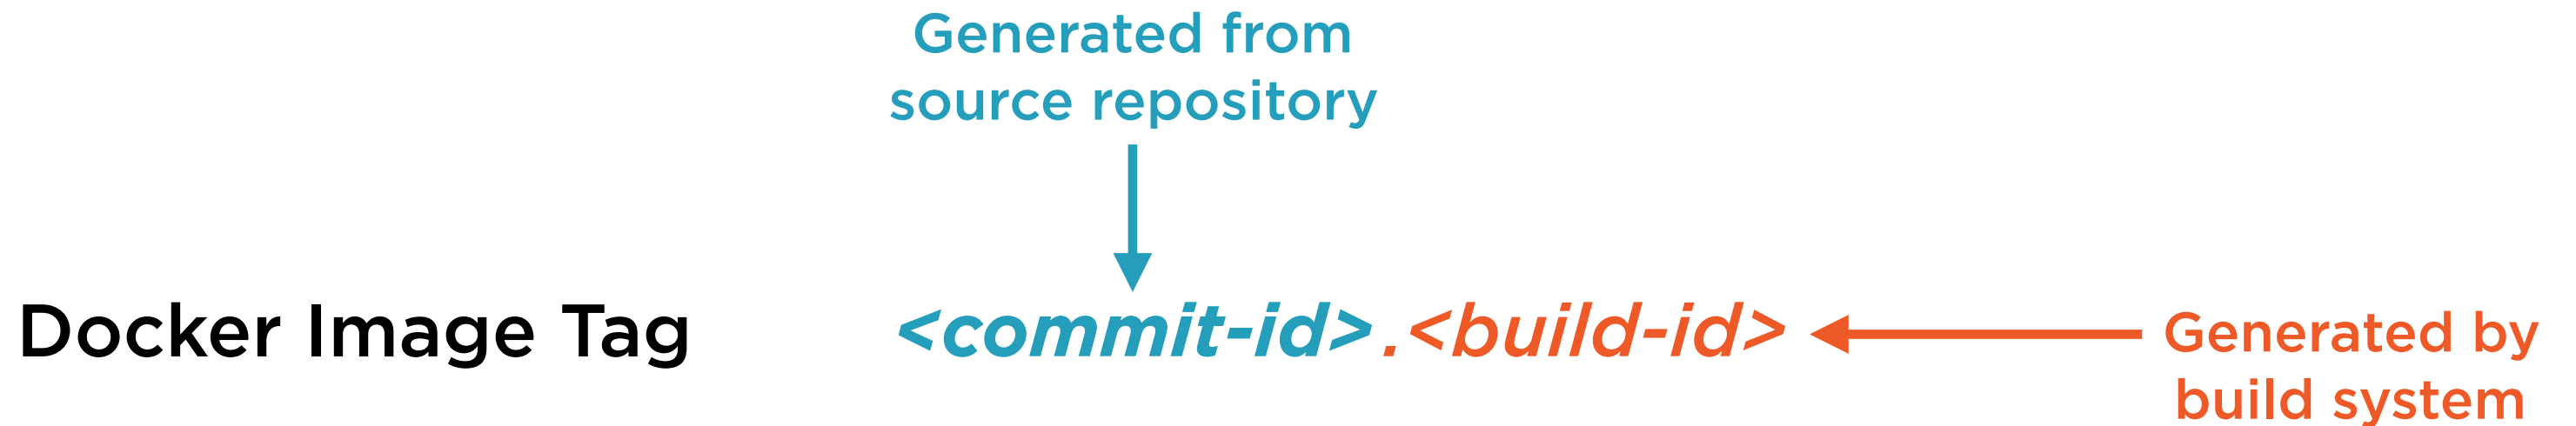 Generated from
source repository
Docker Image Tag
<commit-id>.<build-id>
Generated by
build system